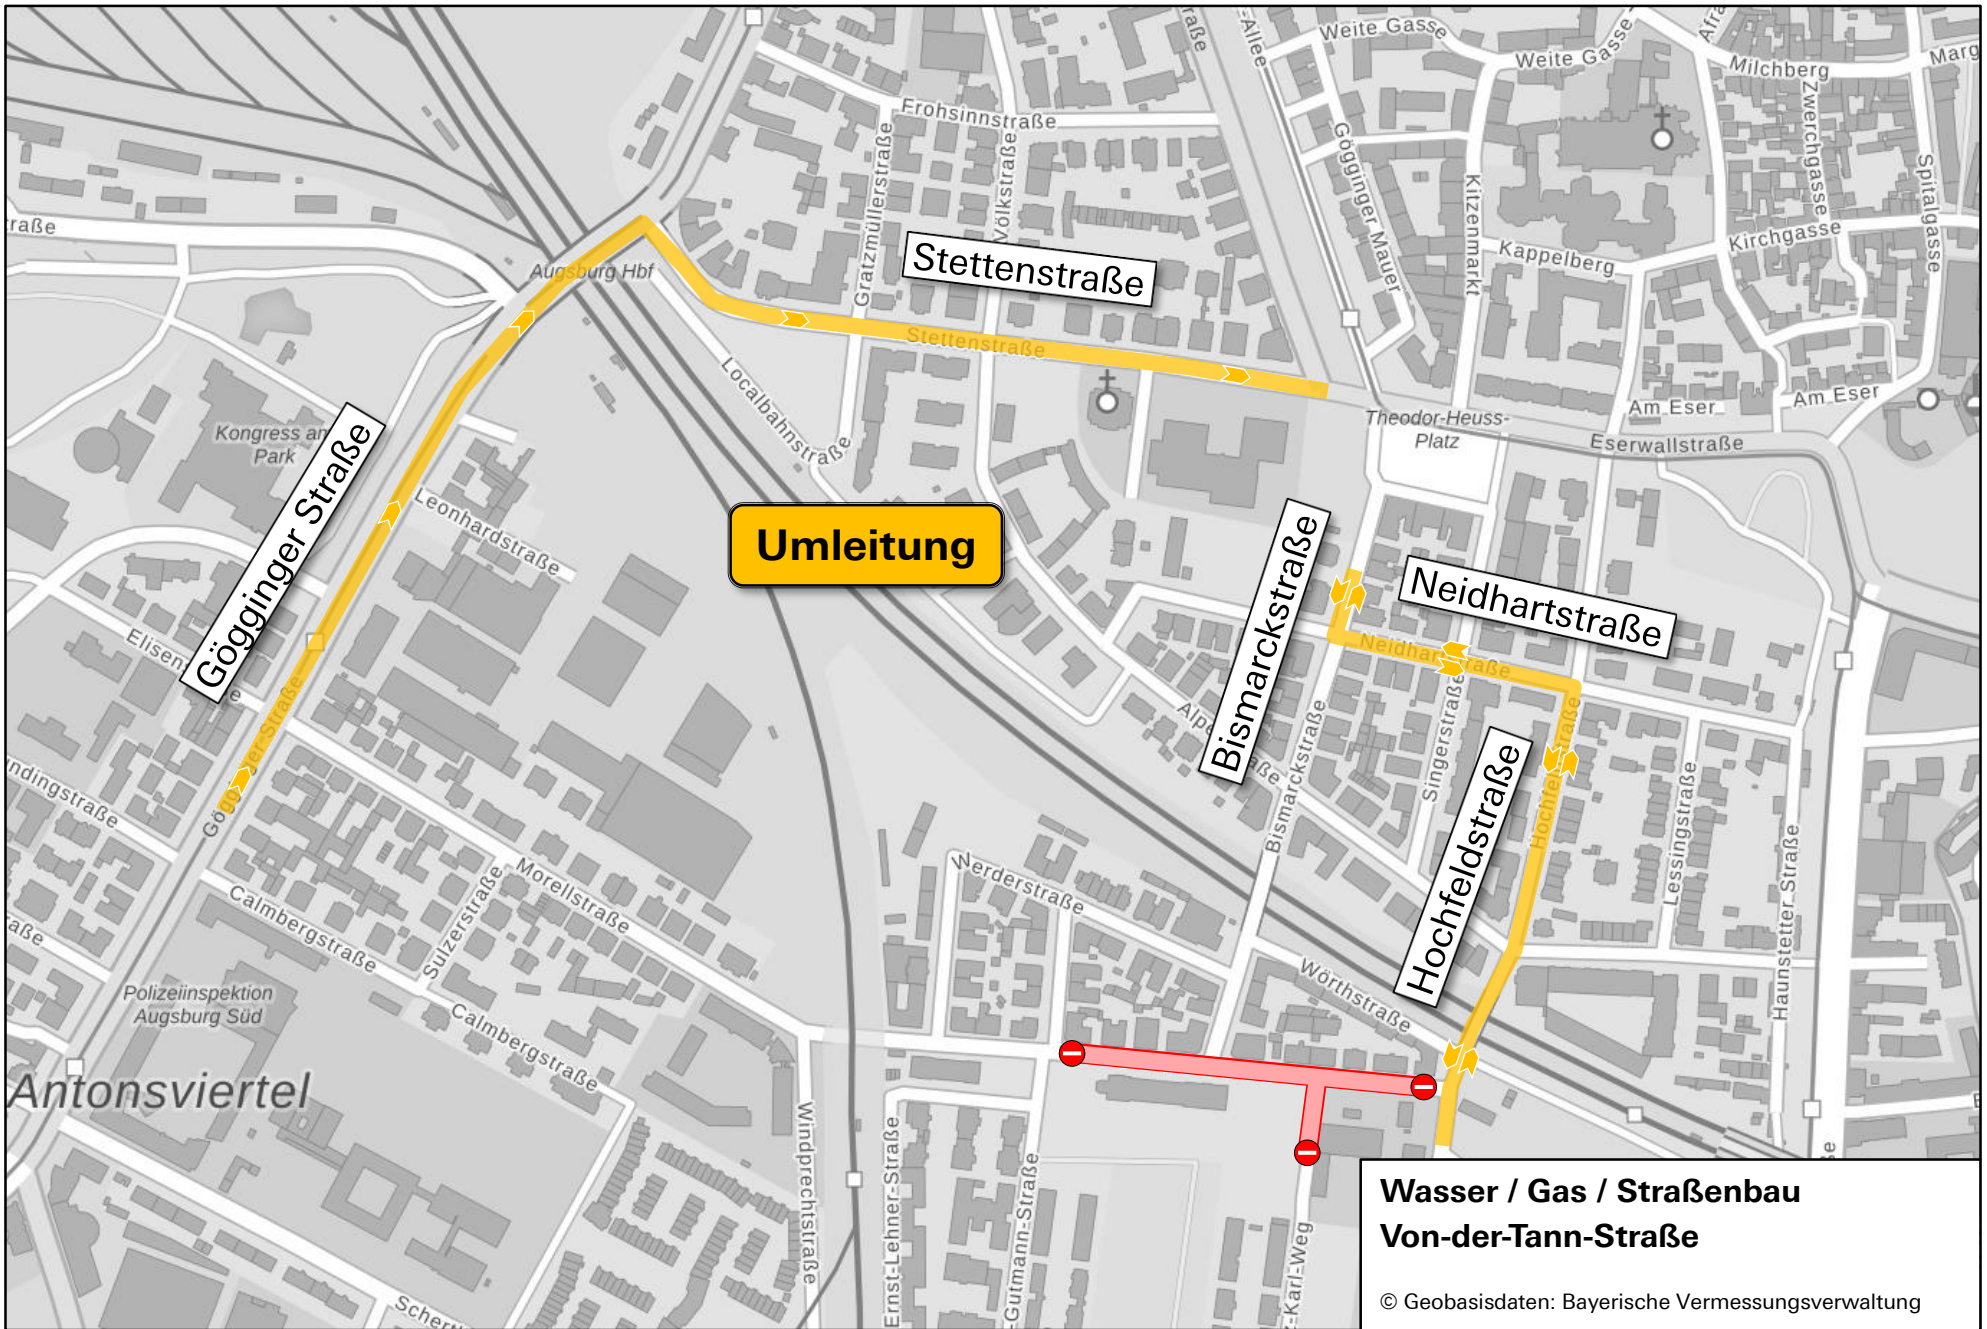 Weite Gasse
Weite Gasse
Milchberg
Frohsinnstraße
Gratzmüllerstraße
Völkstraße
Gögginger Mauer
Kitzenmarkt
Zwerchgasse
Spitalgasse
Kirchgasse
Kappelberg
Augsburg Hbf
Stettenstraße
Stettenstraße
Localbahnstraße
Am Eser
Am Eser
Theodor-Heuss-
Platz
Eserwallstraße
Kongress am
Park
Gögginger Straße
Leonhardstraße
Umleitung
Bismarckstraße
Neidhartstraße
Hochfeldstraße
Singerstraße
Bismarckstraße
Lessingstraße
Haunstetter Straße
Morellstraße
Sulzerstraße
Calmbergstraße
Calmbergstraße
Werderstraße
Wörthstraße
Hochfeldstraße
Polizeiinspektion
Augsburg Süd
Antonsviertel
Windprechtstraße
Ernst-Lehner-Straße
-Gutmann-Straße
-Karl-Weg
Wasser / Gas / Straßenbau
Von-der-Tann-Straße
© Geobasisdaten: Bayerische Vermessungsverwaltung